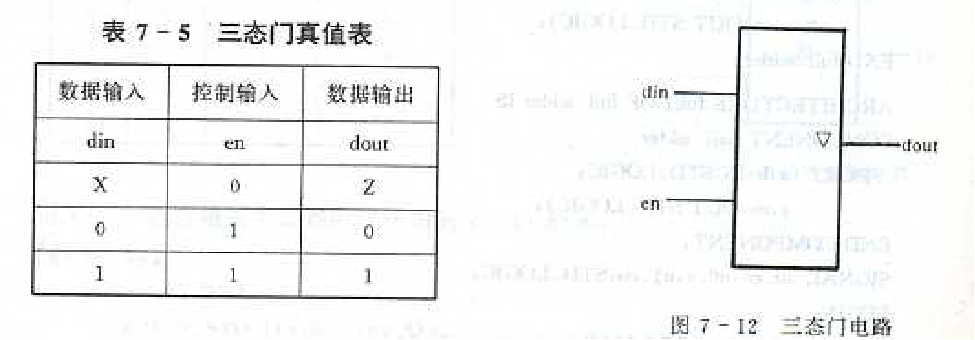 表 7-5 三态门真值表
数据输入 控制输入 数据输出
din en dout
X 0 Z
0 1 0
1 1 1
din
en
▽
dout
图 7-12 三态门电路